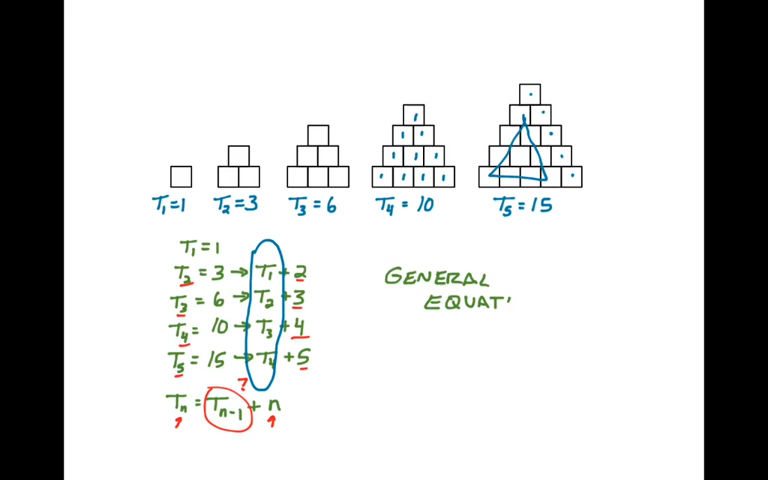 T1=1 T2=3 T3=6 T4=10 T5=15
T1=1
T2=3→T1+2
T3=6→T2+3
T4=10→T3+4
T5=15→T4+5
?
Tn=Tn-1+n
GENERAL
EQUAT'